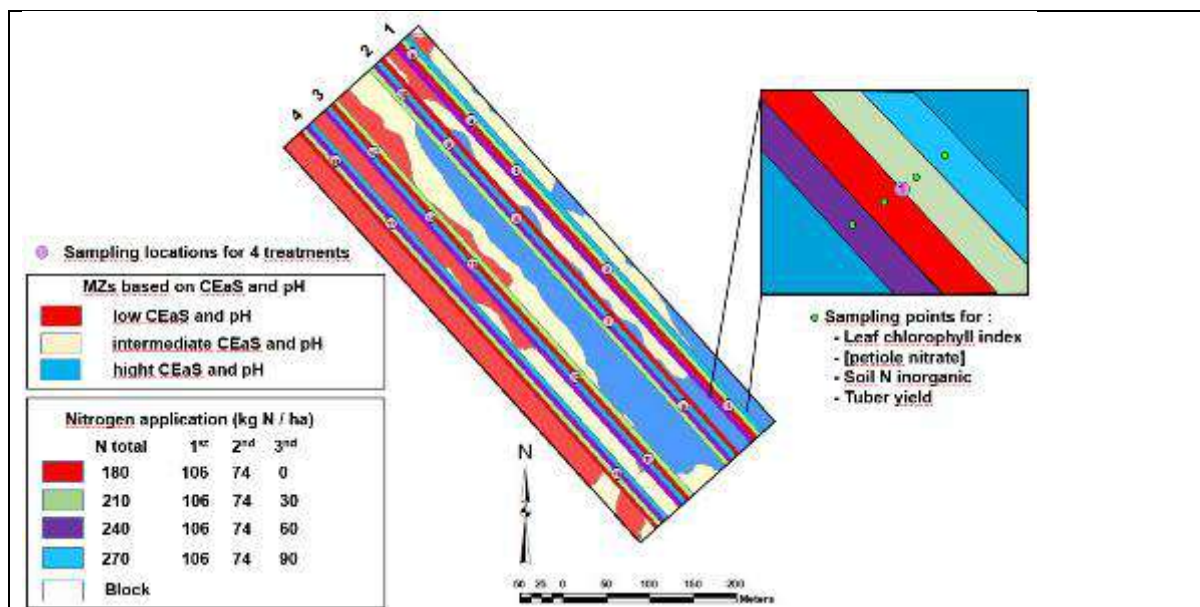 1
2
3
4
Sampling locations for 4 treatments
MZs based on CEaS and pH
low CEaS and pH
intermediate CEaS and pH
hight CEaS and pH
Nitrogen application (kg N / ha)
N total 1st 2nd 3nd
180 106 74 0
210 106 74 30
240 106 74 60
270 106 74 90
Block
Sampling points for :
- Leaf chlorophyll index
- [petiole nitrate]
- Soil N inorganic
- Tuber yield
N
50 25 0 50 100 150 200
Meters